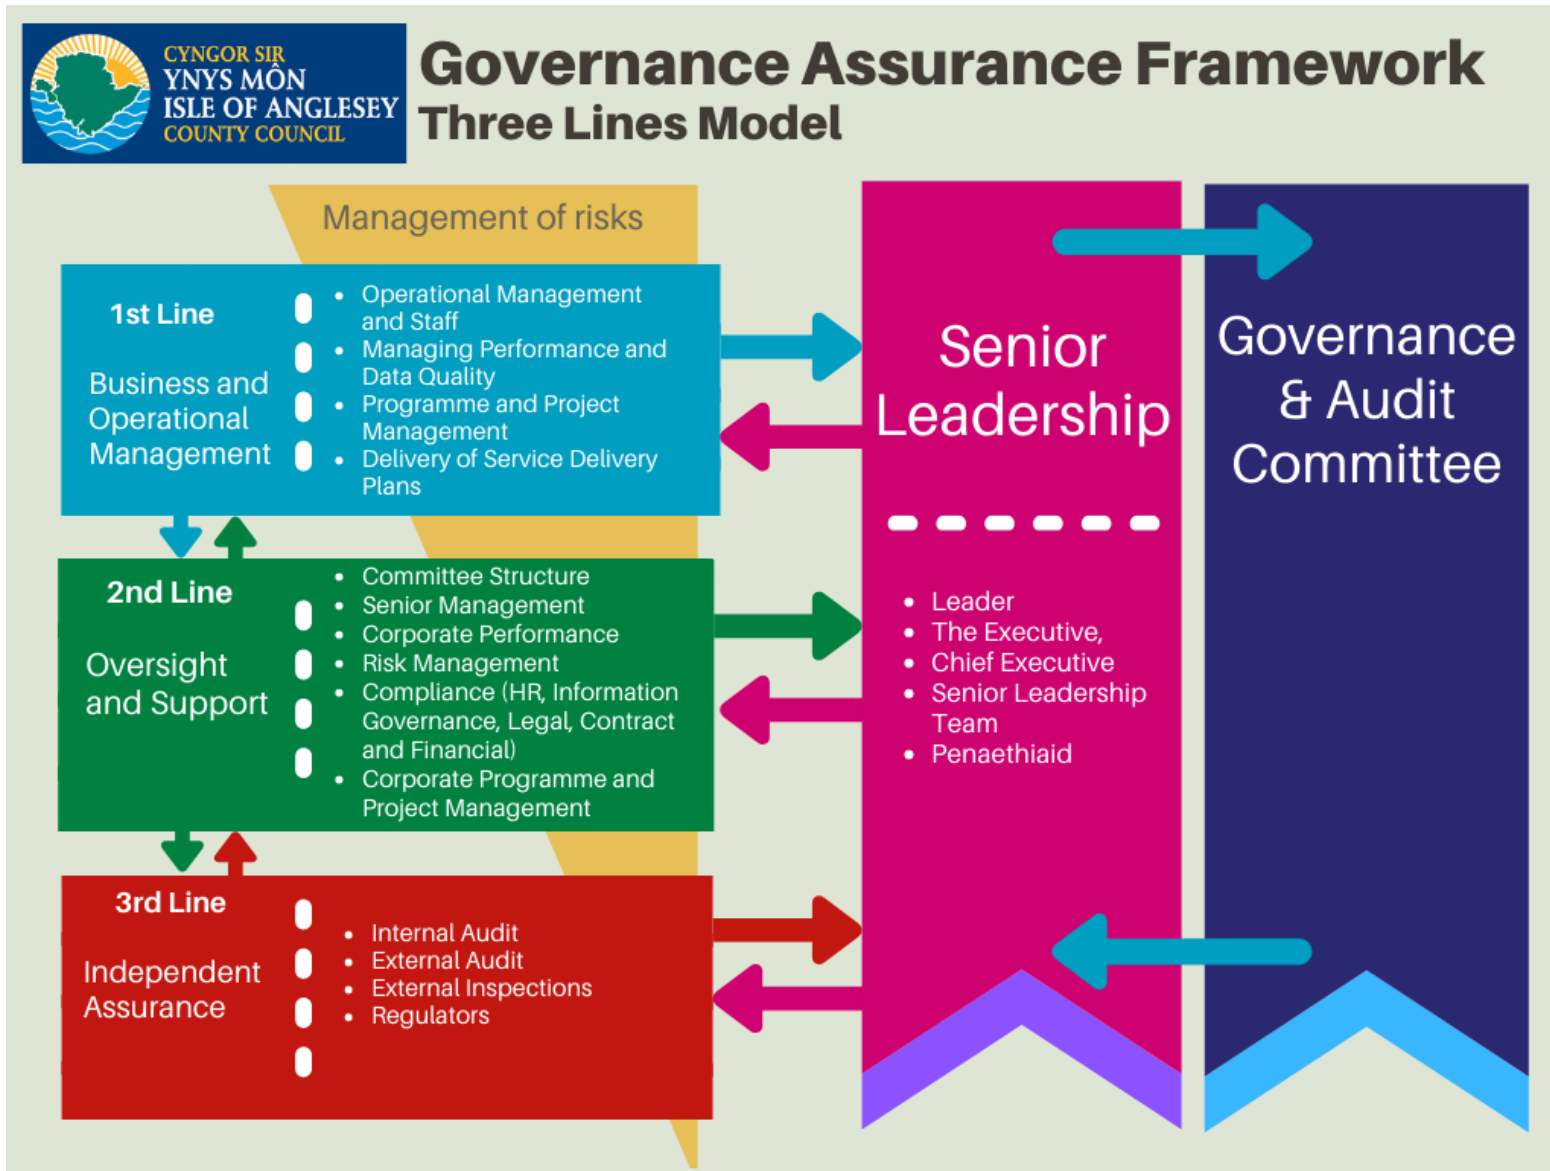 CYNGOR SIR
YNYS MÔN
ISLE OF ANGLESEY
COUNTY COUNCIL
Governance Assurance Framework
Three Lines Model
Management of risks
1st Line
Business and
Operational
Management
• Operational Management
and Staff
• Managing Performance and
Data Quality
• Programme and Project
Management
• Delivery of Service Delivery
Plans
2nd Line
Oversight
and Support
• Committee Structure
• Senior Management
• Corporate Performance
• Risk Management
• Compliance (HR, Information
Governance, Legal, Contract
and Financial)
• Corporate Programme and
Project Management
3rd Line
Independent
Assurance
• Internal Audit
• External Audit
• External Inspections
• Regulators
Senior
Leadership
• Leader
• The Executive,
• Chief Executive
• Senior Leadership
Team
• Penaethiaid
Governance
& Audit
Committee